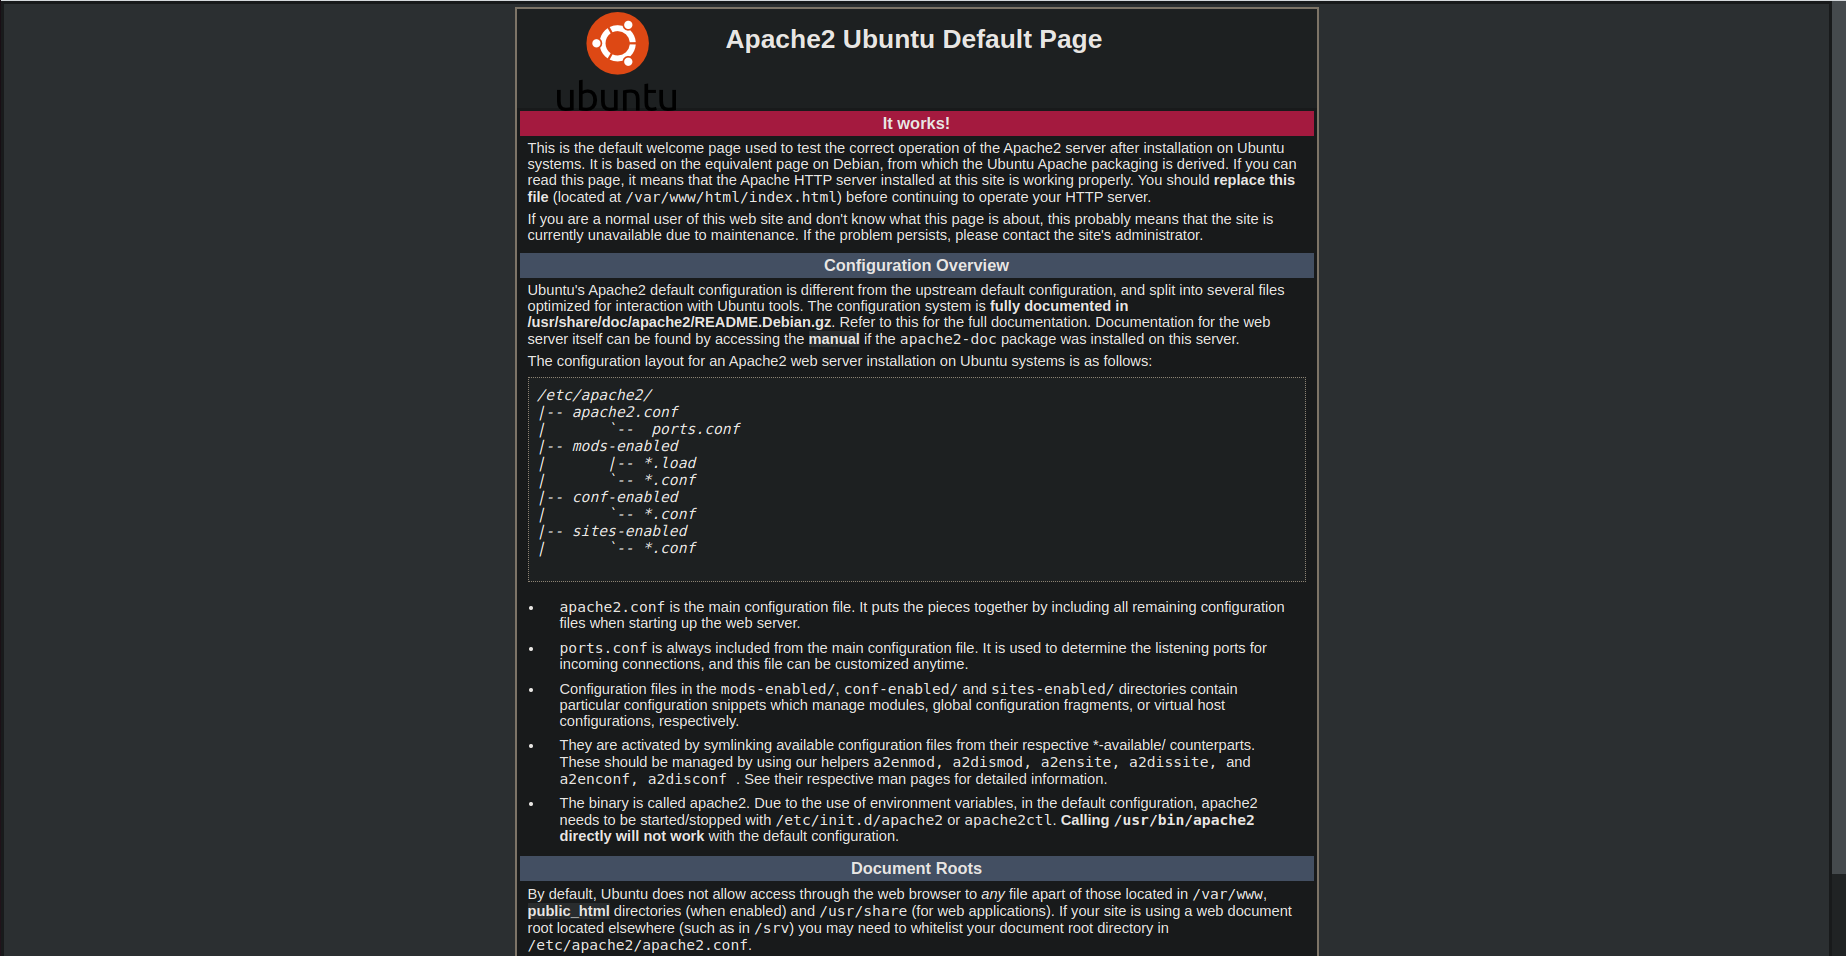 Apache2 Ubuntu Default Page
ubuntu
It works!
This is the default welcome page used to test the correct operation of the Apache2 server after installation on Ubuntu
systems. It is based on the equivalent page on Debian, from which the Ubuntu Apache packaging is derived. If you can
read this page, it means that the Apache HTTP server installed at this site is working properly. You should replace this
file (located at /var/www/html/index.html) before continuing to operate your HTTP server.
If you are a normal user of this web site and don't know what this page is about, this probably means that the site is
currently unavailable due to maintenance. If the problem persists, please contact the site's administrator.
Configuration Overview
Ubuntu's Apache2 default configuration is different from the upstream default configuration, and split into several files
optimized for interaction with Ubuntu tools. The configuration system is fully documented in
/usr/share/doc/apache2/README.Debian.gz. Refer to this for the full documentation. Documentation for the web
server itself can be found by accessing the manual if the apache2-doc package was installed on this server.
The configuration layout for an Apache2 web server installation on Ubuntu systems is as follows:
/etc/apache2/
|-- apache2.conf
|       `--  ports.conf
|-- mods-enabled
|       |-- *.load
|       `-- *.conf
|-- conf-enabled
|       `-- *.conf
|-- sites-enabled
|       `-- *.conf
• apache2.conf is the main configuration file. It puts the pieces together by including all remaining configuration
files when starting up the web server.
• ports.conf is always included from the main configuration file. It is used to determine the listening ports for
incoming connections, and this file can be customized anytime.
• Configuration files in the mods-enabled/, conf-enabled/ and sites-enabled/ directories contain
particular configuration snippets which manage modules, global configuration fragments, or virtual host
configurations, respectively.
• They are activated by symlinking available configuration files from their respective *-available/ counterparts.
These should be managed by using our helpers a2enmod, a2dismod, a2ensite, a2dissite, and
a2enconf, a2disconf . See their respective man pages for detailed information.
• The binary is called apache2. Due to the use of environment variables, in the default configuration, apache2
needs to be started/stopped with /etc/init.d/apache2 or apache2ctl. Calling /usr/bin/apache2
directly will not work with the default configuration.
Document Roots
By default, Ubuntu does not allow access through the web browser to any file apart of those located in /var/www,
public_html directories (when enabled) and /usr/share (for web applications). If your site is using a web document
root located elsewhere (such as in /srv) you may need to whitelist your document root directory in
/etc/apache2/apache2.conf.